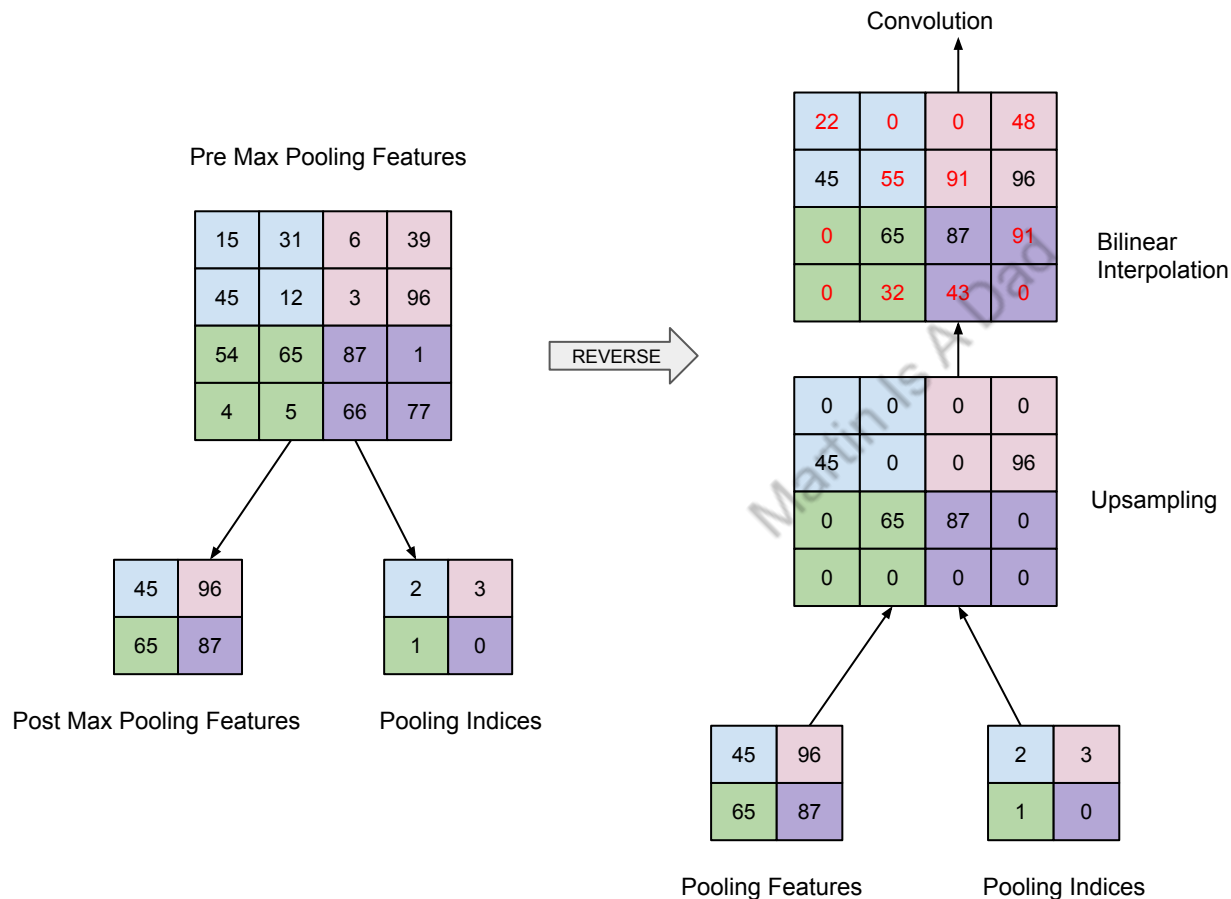 Convolution
22 0 0 48
45 55 91 96
0 65 87 91
0 32 43 0
Bilinear
Interpolation
Pre Max Pooling Features
15 31 6 39
45 12 3 96
54 65 87 1
4 5 66 77
REVERSE
0 0 0 0
45 0 0 96
0 65 87 0
0 0 0 0
Upsampling
45 96
65 87
Post Max Pooling Features
2 3
1 0
Pooling Indices
45 96
65 87
Pooling Features
2 3
1 0
Pooling Indices
Martin Is A Dad